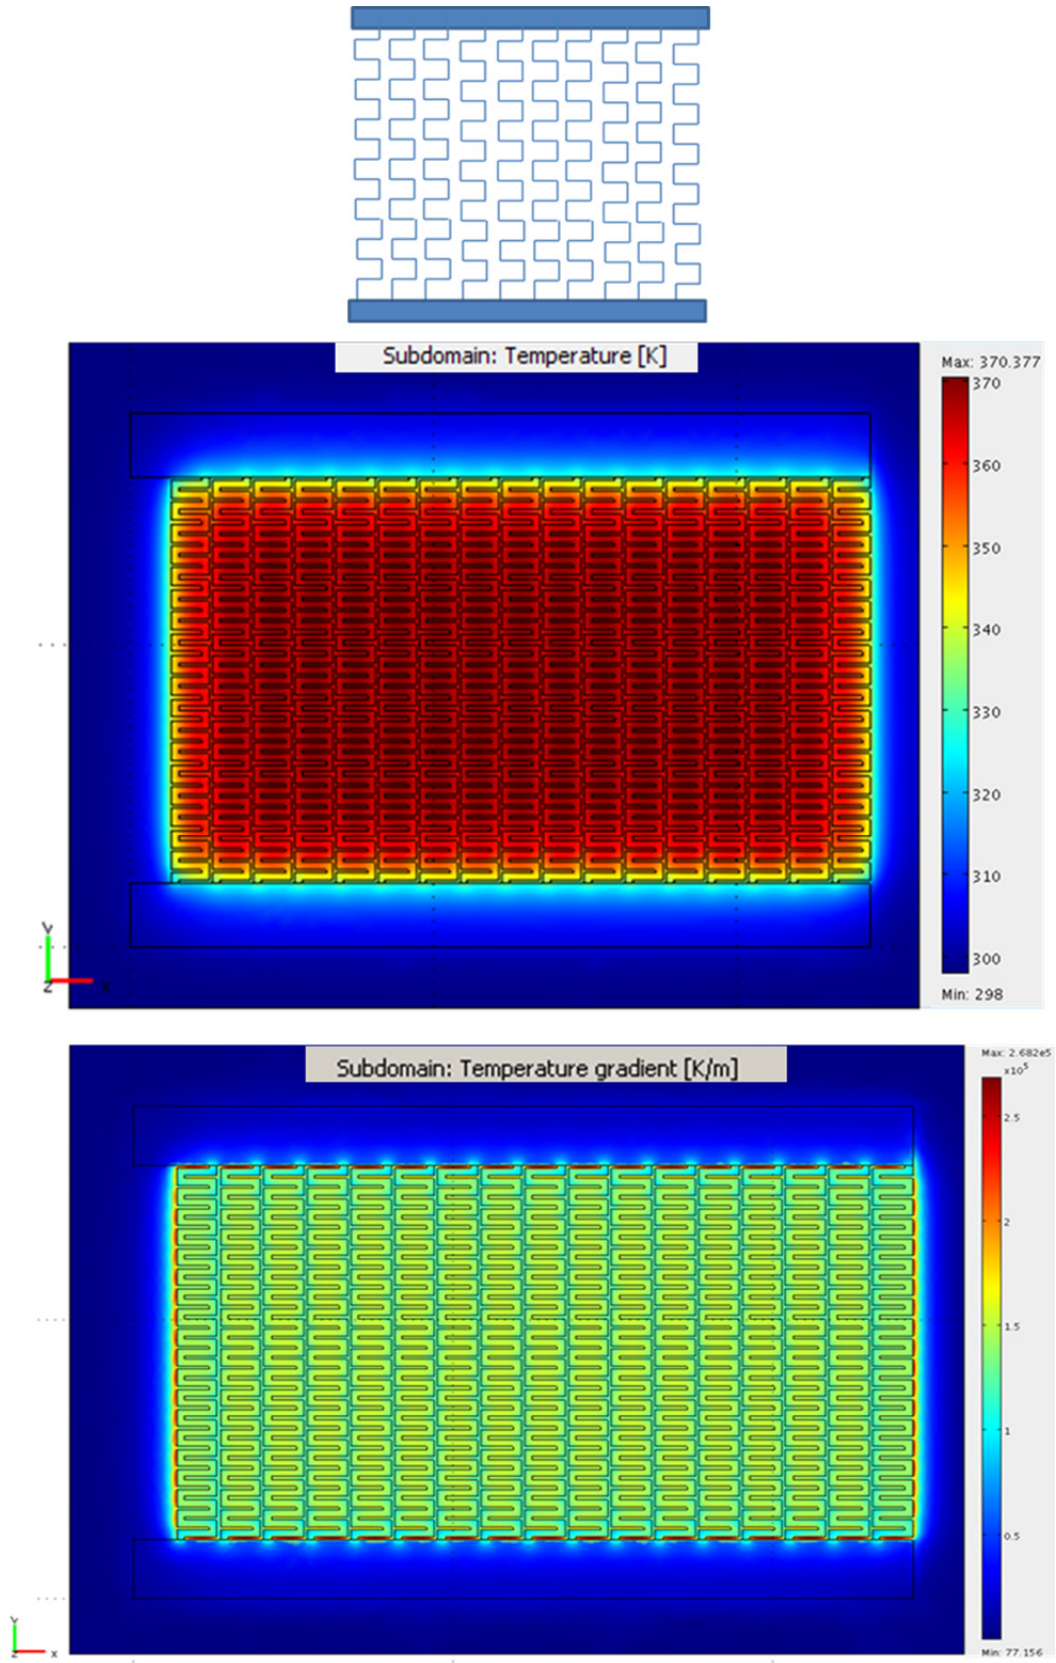 Subdomain: Temperature [K]
Max: 370.377
370
360
350
340
330
320
310
300
Min: 298
Y
Z
x
Subdomain: Temperature gradient [K/m]
Max: 2.682e5
x10⁵
2.5
2
1.5
1
0.5
Min: 77.156
Y
Z
x